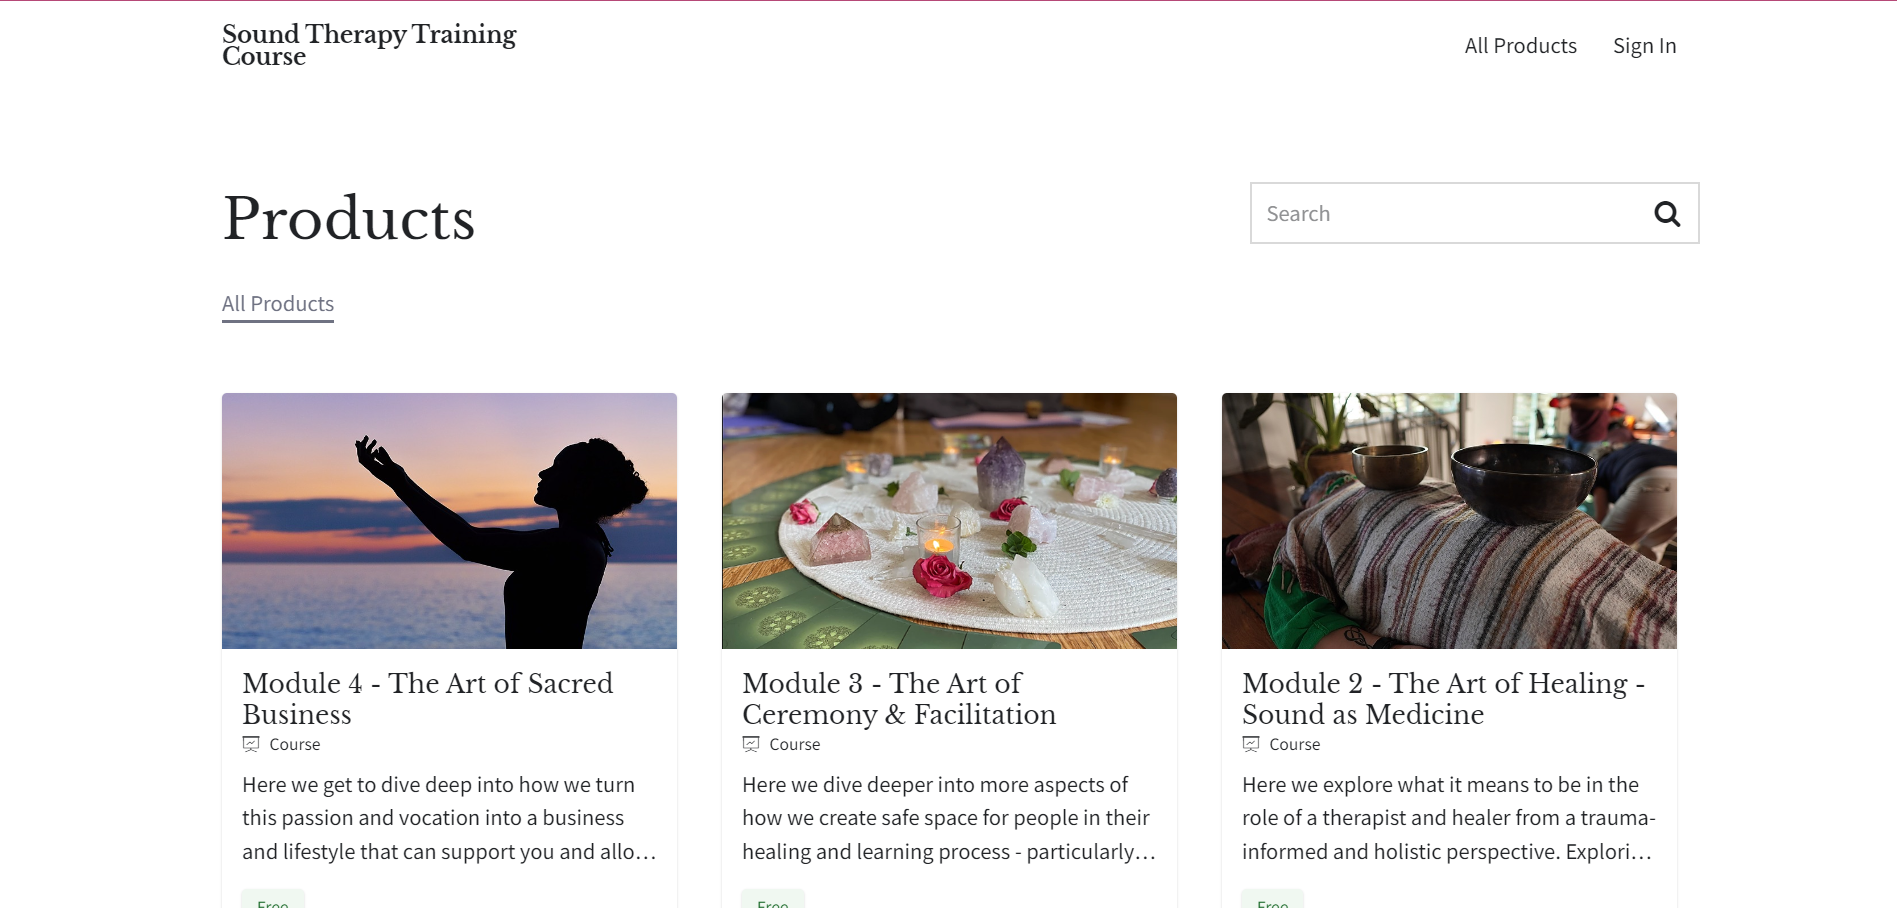 Sound Therapy Training
Course
All Products
Sign In
Products
Search
All Products
Module 4 - The Art of Sacred
Business
Course
Here we get to dive deep into how we turn
this passion and vocation into a business
and lifestyle that can support you and allo...
Free
Module 3 - The Art of
Ceremony & Facilitation
Course
Here we dive deeper into more aspects of
how we create safe space for people in their
healing and learning process - particularly...
Free
Module 2 - The Art of Healing -
Sound as Medicine
Course
Here we explore what it means to be in the
role of a therapist and healer from a trauma-
informed and holistic perspective. Explori...
Free